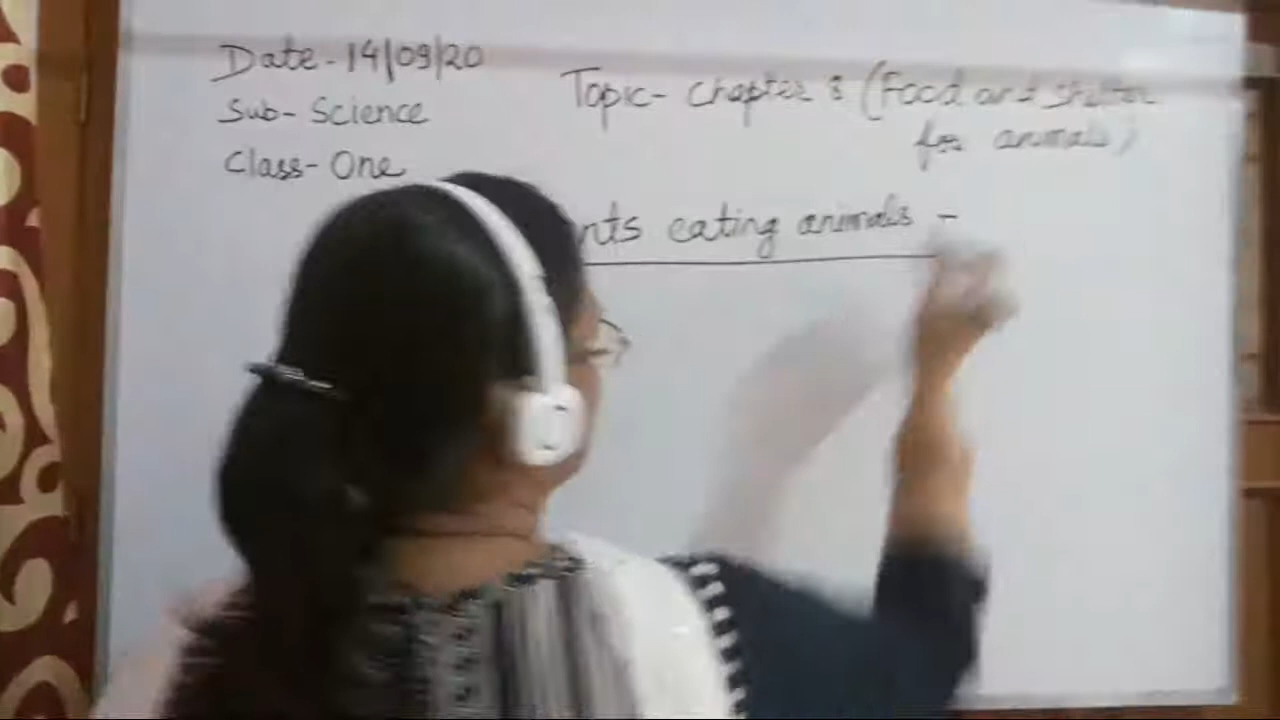 Date - 14/09/20
Sub - Science
Class - One
Topic - Chapter 8 (Food and shelter
for animals)
nts eating animals -